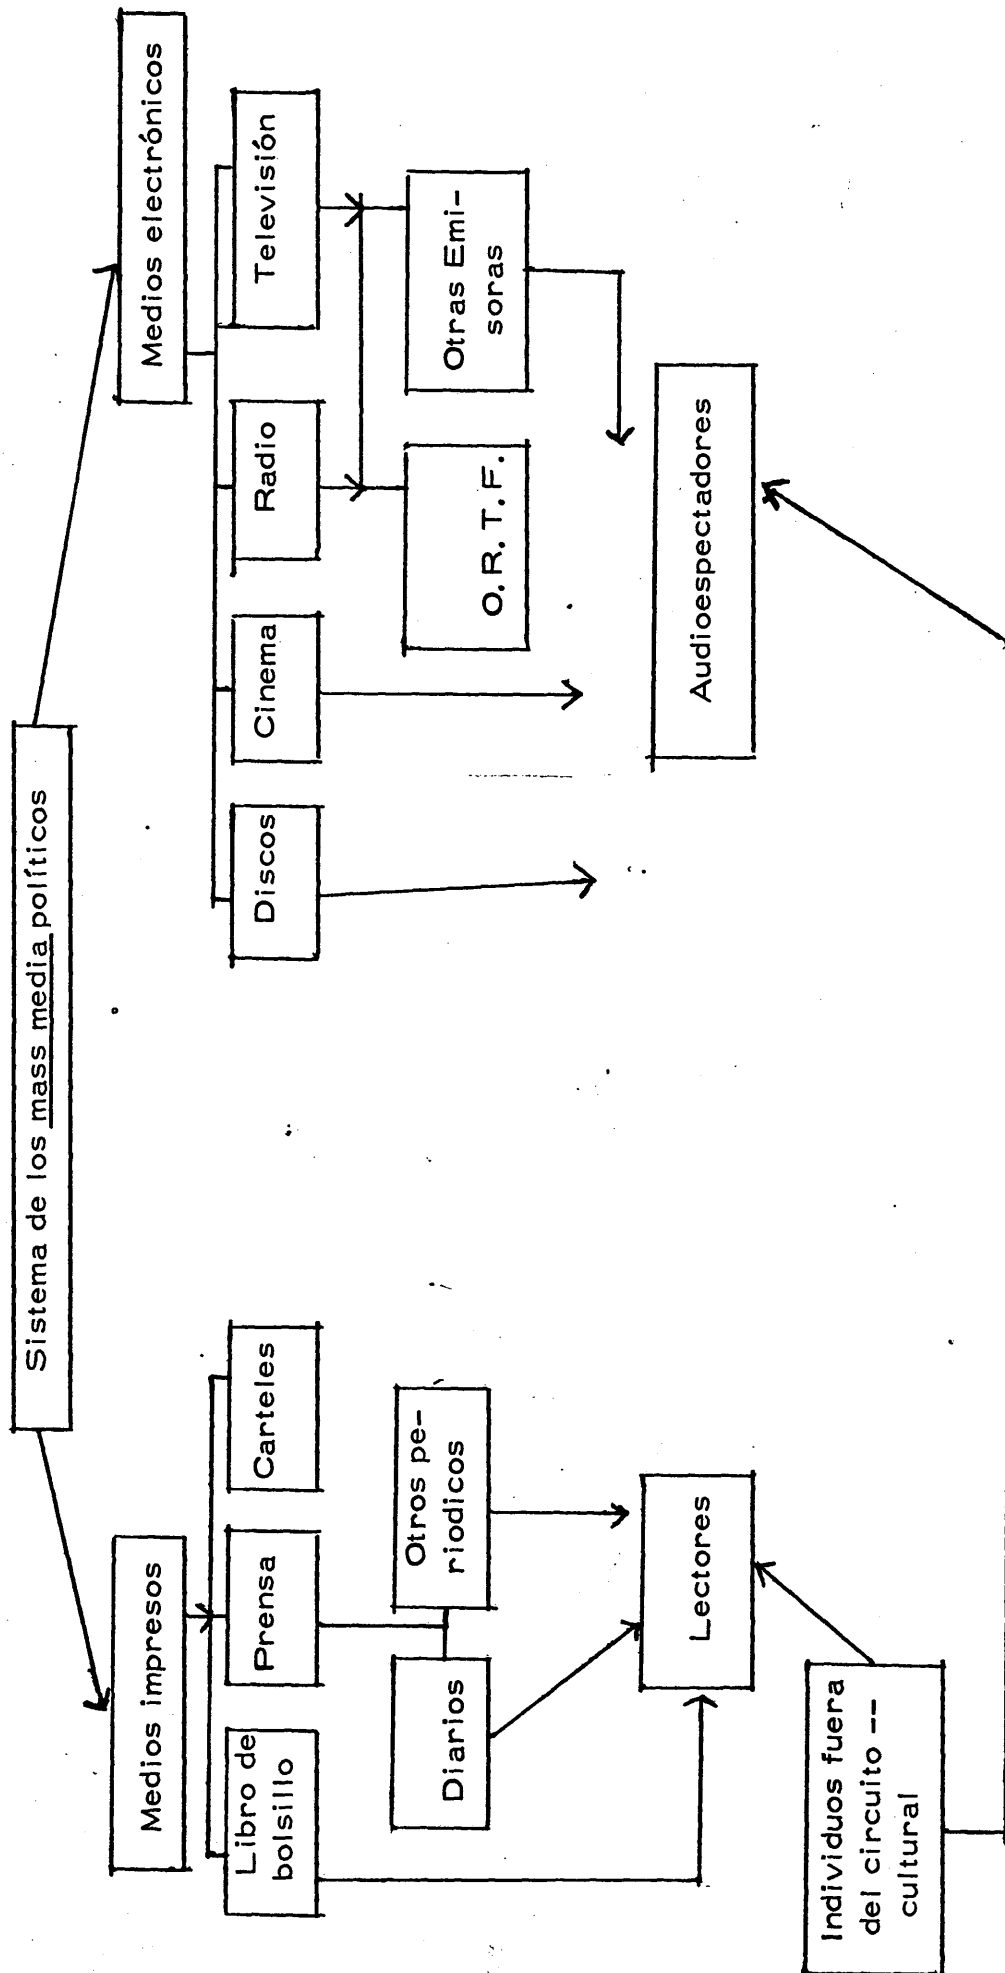 Sistema de los mass media políticos
Medios impresos
Medios electrónicos
Libro de
bolsillo
Prensa
Carteles
Discos
Cinema
Radio
Televisión
Diarios
Otros pe-
riodicos
O. R. T. F.
Otras Emi-
soras
Lectores
Audioespectadores
Individuos fuera
del circuito --
cultural